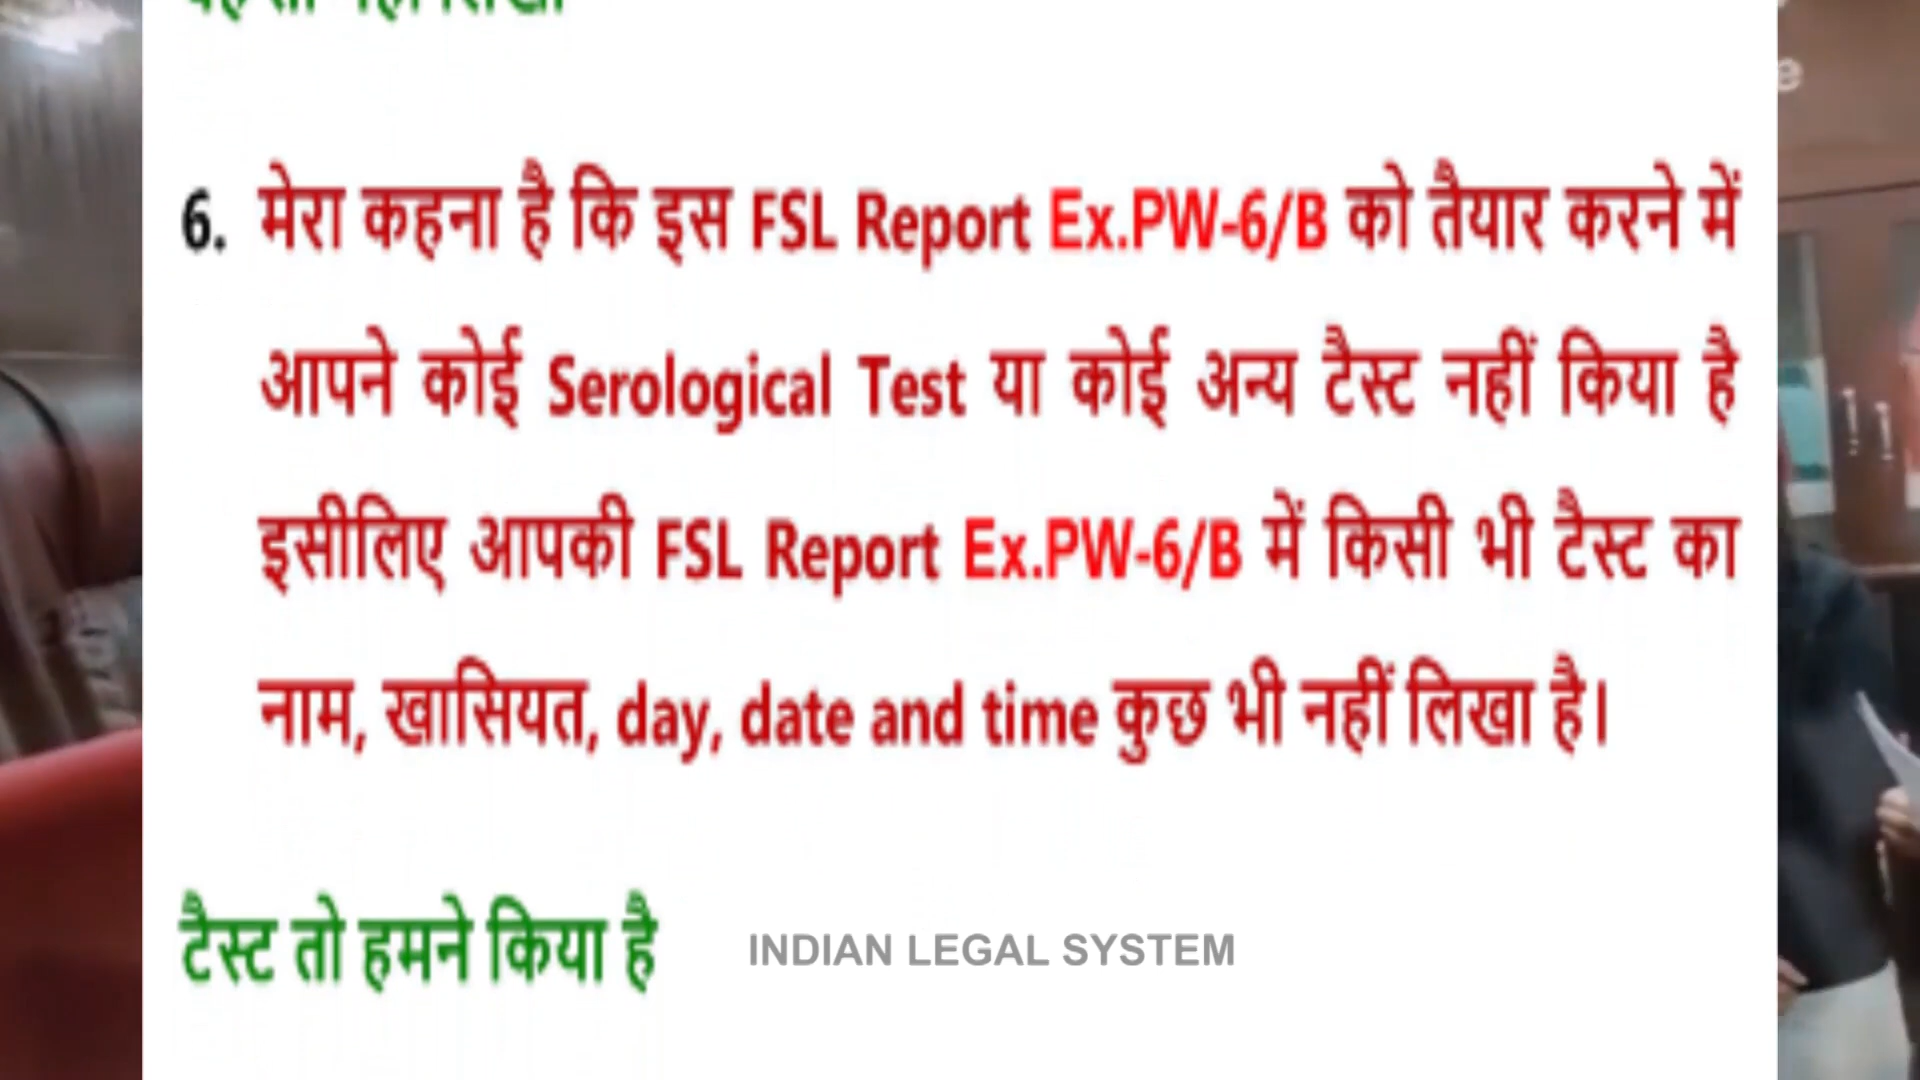 6. मेरा कहना है कि इस FSL Report Ex.PW-6/B को तैयार करने में
आपने कोई Serological Test या कोई अन्य टैस्ट नहीं किया है
इसीलिए आपकी FSL Report Ex.PW-6/B में किसी भी टैस्ट का
नाम, खासियत, day, date and time कुछ भी नहीं लिखा है।
टैस्ट तो हमने किया है
INDIAN LEGAL SYSTEM